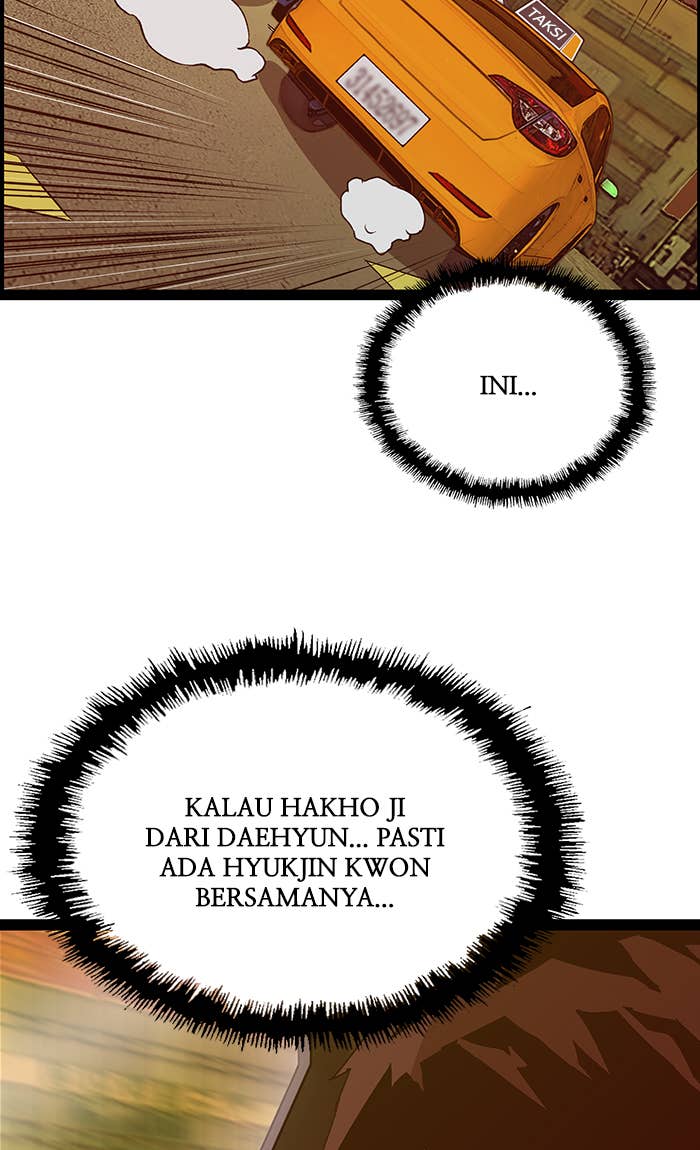 TAKSI
INI...
KALAU HAKHO JI
DARI DAEHYUN... PASTI
ADA HYUKJIN KWON
BERSAMANYA...